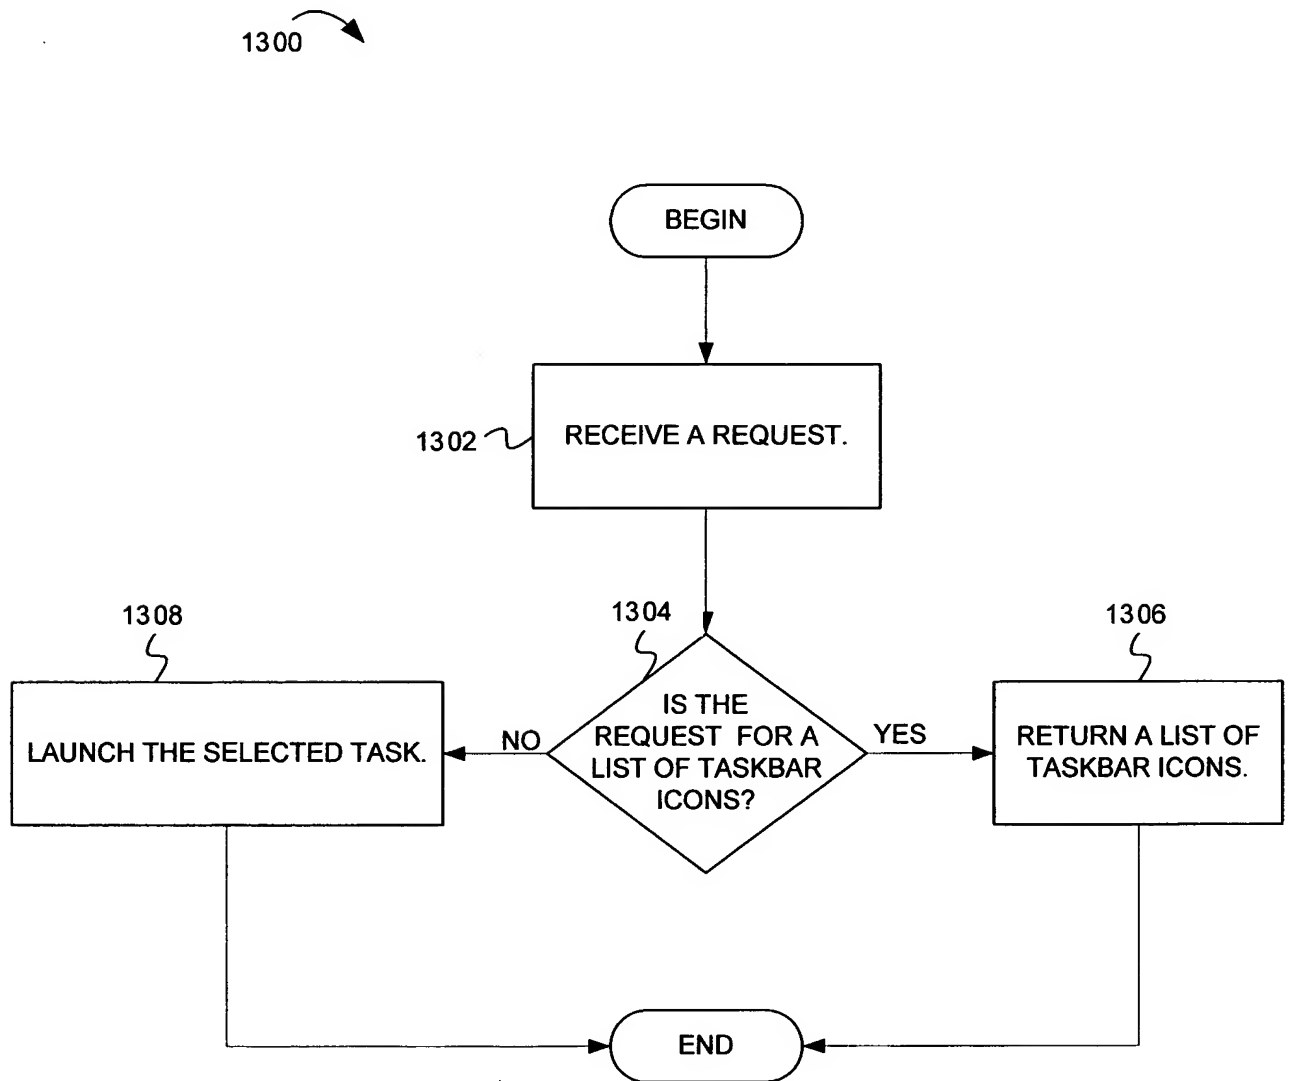 1300
BEGIN
1302
RECEIVE A REQUEST.
1304
IS THE
REQUEST FOR A
LIST OF TASKBAR
ICONS?
NO
YES
1308
LAUNCH THE SELECTED TASK.
1306
RETURN A LIST OF
TASKBAR ICONS.
END